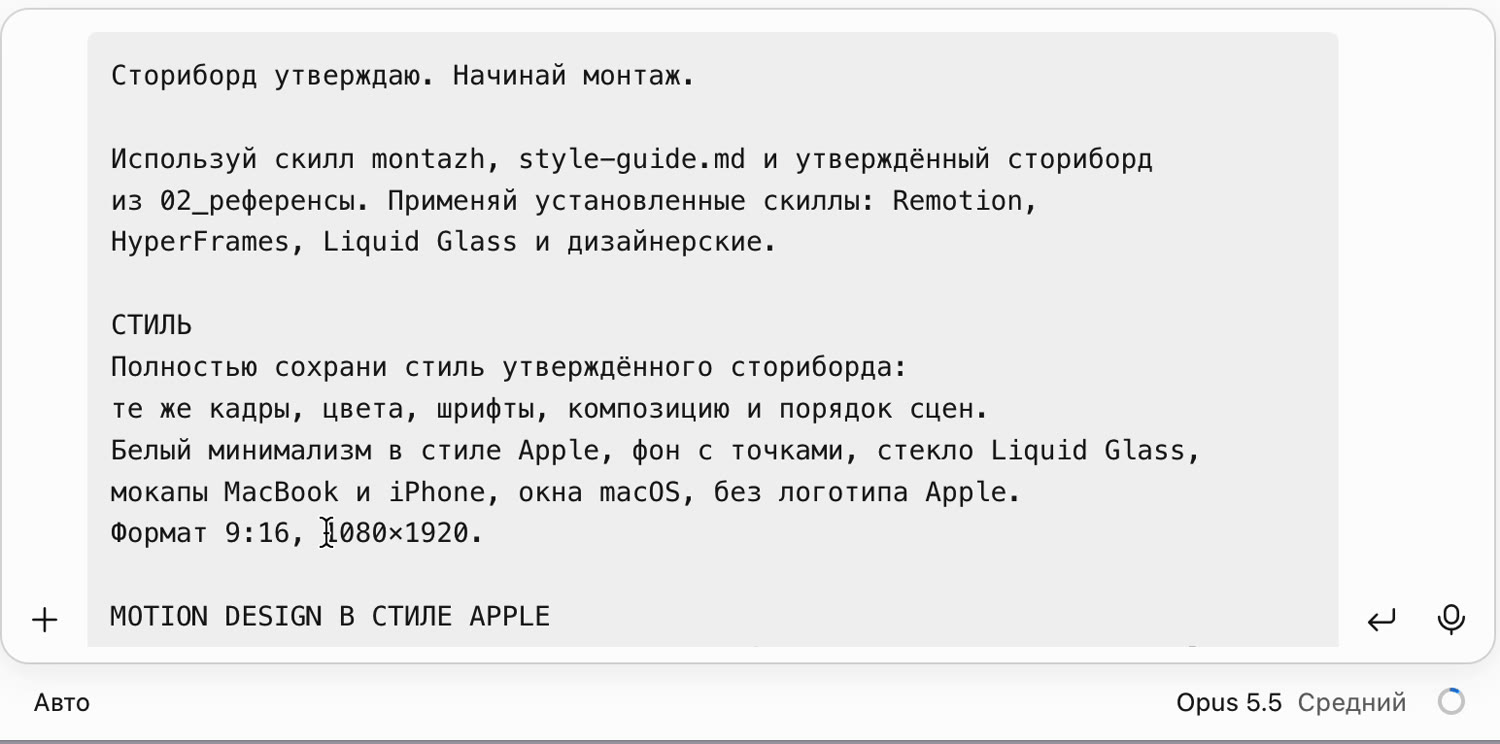 Сториборд утверждаю. Начинай монтаж.
Используй скилл montazh, style-guide.md и утверждённый сториборд
из 02_референсы. Применяй установленные скиллы: Remotion,
HyperFrames, Liquid Glass и дизайнерские.
СТИЛЬ
Полностью сохрани стиль утверждённого сториборда:
те же кадры, цвета, шрифты, композицию и порядок сцен.
Белый минимализм в стиле Apple, фон с точками, стекло Liquid Glass,
мокапы MacBook и iPhone, окна macOS, без логотипа Apple.
Формат 9:16, 1080×1920.
MOTION DESIGN В СТИЛЕ APPLE
Авто
Opus 5.5 Средний